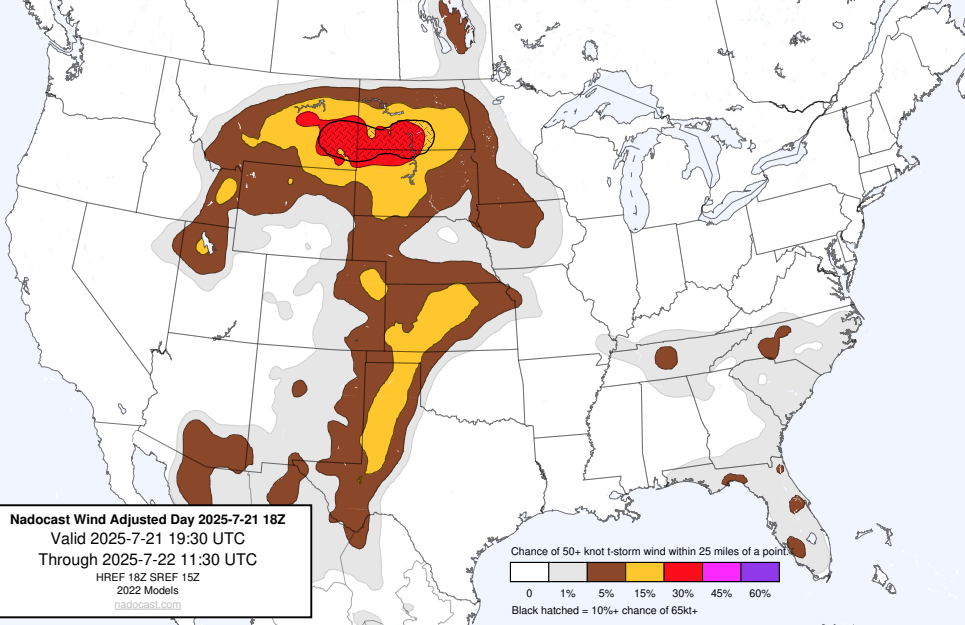 Nadocast Wind Adjusted Day 2025-7-21 18Z
Valid 2025-7-21 19:30 UTC
Through 2025-7-22 11:30 UTC
HREF 18Z SREF 15Z
2022 Models
nadocast.com
Chance of 50+ knot t-storm wind within 25 miles of a point.
0 1% 5% 15% 30% 45% 60%
Black hatched = 10%+ chance of 65kt+